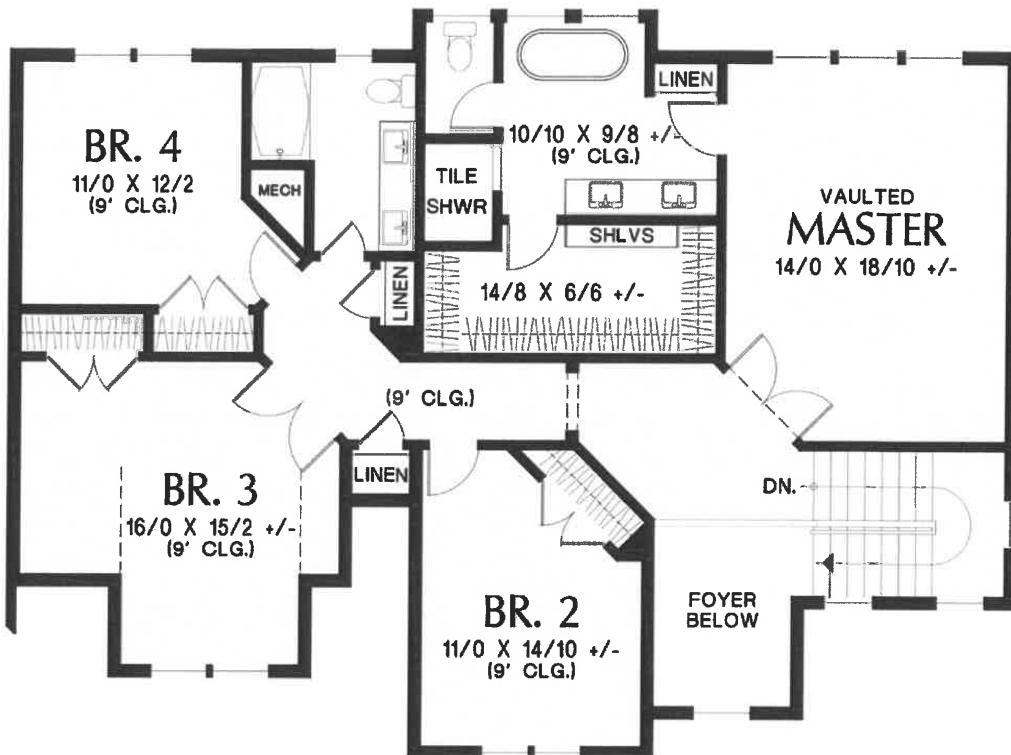 LINEN
10/10 X 9/8 +/-
(9' CLG.)
BR. 4
11/0 X 12/2
(9' CLG.)
MECH
TILE
SHWR
VAULTED
MASTER
14/0 X 18/10 +/-
SHLVS
14/8 X 6/6 +/-
LINEN
(9' CLG.)
LINEN
BR. 3
16/0 X 15/2 +/-
(9' CLG.)
DN.
BR. 2
11/0 X 14/10 +/-
(9' CLG.)
FOYER
BELOW